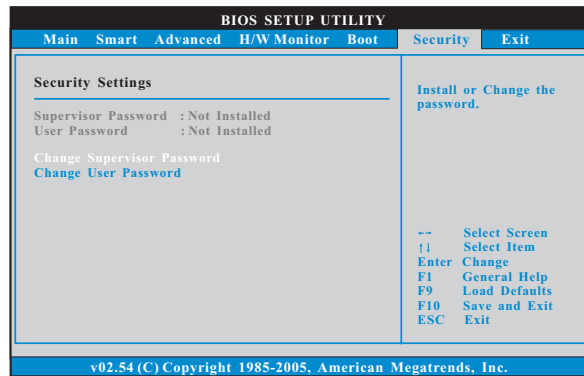 BIOS SETUP UTILITY
Main Smart Advanced H/W Monitor Boot Security Exit
Security Settings
Supervisor Password : Not Installed
User Password : Not Installed
Change Supervisor Password
Change User Password
Install or Change the
password.
←→ Select Screen
↑↓ Select Item
Enter Change
F1 General Help
F9 Load Defaults
F10 Save and Exit
ESC Exit
v02.54 (C) Copyright 1985-2005, American Megatrends, Inc.